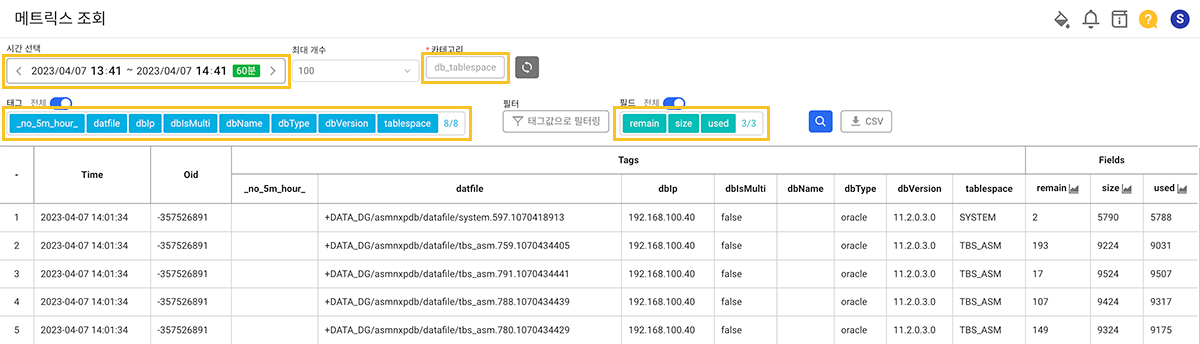 메트릭스 조회
S
시간 선택 최대 개수 * 카테고리
2023/04/07 13:41 ~ 2023/04/07 14:41 60분 100 db_tablespace
태그 전체 필터 필드 전체
_no_5m_hour_ datfile dbIp dbIsMulti dbName dbType dbVersion tablespace 8/8 태그값으로 필터링 remain size used 3/3 CSV
- Time Oid Tags Fields
_no_5m_hour_ datfile dbIp dbIsMulti dbName dbType dbVersion tablespace remain size used
1 2023-04-07 14:01:34 -357526891 +DATA_DG/asmnxpdb/datafile/system.597.1070418913 192.168.100.40 false oracle 11.2.0.3.0 SYSTEM 2 5790 5788
2 2023-04-07 14:01:34 -357526891 +DATA_DG/asmnxpdb/datafile/tbs_asm.759.1070434405 192.168.100.40 false oracle 11.2.0.3.0 TBS_ASM 193 9224 9031
3 2023-04-07 14:01:34 -357526891 +DATA_DG/asmnxpdb/datafile/tbs_asm.791.1070434441 192.168.100.40 false oracle 11.2.0.3.0 TBS_ASM 17 9524 9507
4 2023-04-07 14:01:34 -357526891 +DATA_DG/asmnxpdb/datafile/tbs_asm.788.1070434439 192.168.100.40 false oracle 11.2.0.3.0 TBS_ASM 107 9424 9317
5 2023-04-07 14:01:34 -357526891 +DATA_DG/asmnxpdb/datafile/tbs_asm.780.1070434429 192.168.100.40 false oracle 11.2.0.3.0 TBS_ASM 149 9324 9175